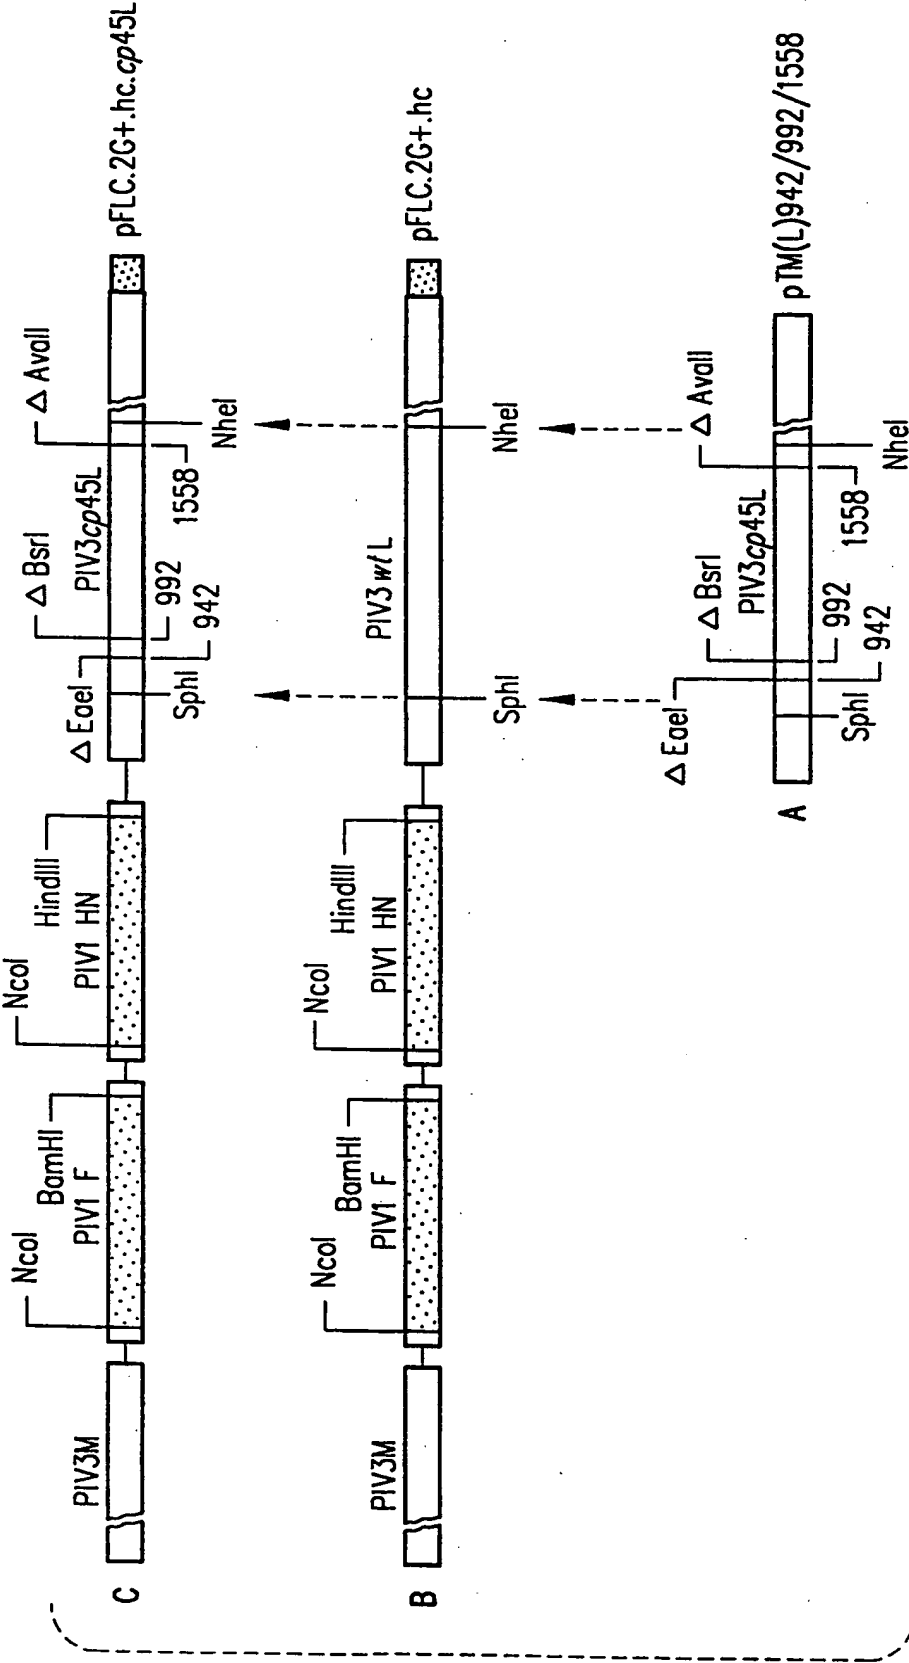 C
PIV3M
NcoI
BamHI
PIV1 F
NcoI
HindIII
PIV1 HN
Δ EaeI
Δ BsrI
PIV3cp45L
Δ AvaII
SphI
942
992
1558
NheI
pFLC.2G+.hc.cp45L
B
PIV3M
NcoI
BamHI
PIV1 F
NcoI
HindIII
PIV1 HN
PIV3wt L
SphI
NheI
pFLC.2G+.hc
A
Δ EaeI
Δ BsrI
PIV3cp45L
Δ AvaII
SphI
942
992
1558
NheI
pTM(L)942/992/1558